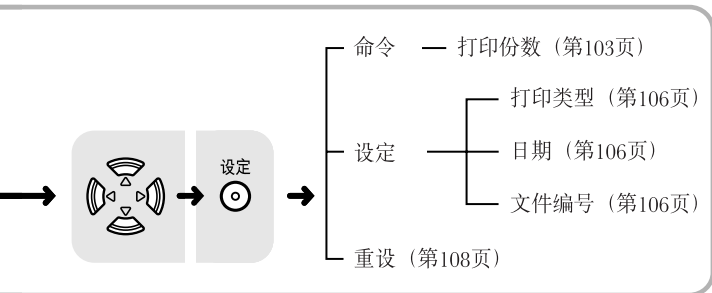 命令 打印份数（第103页）
打印类型（第106页）
设定
设定 日期（第106页）
文件编号（第106页）
重设（第108页）